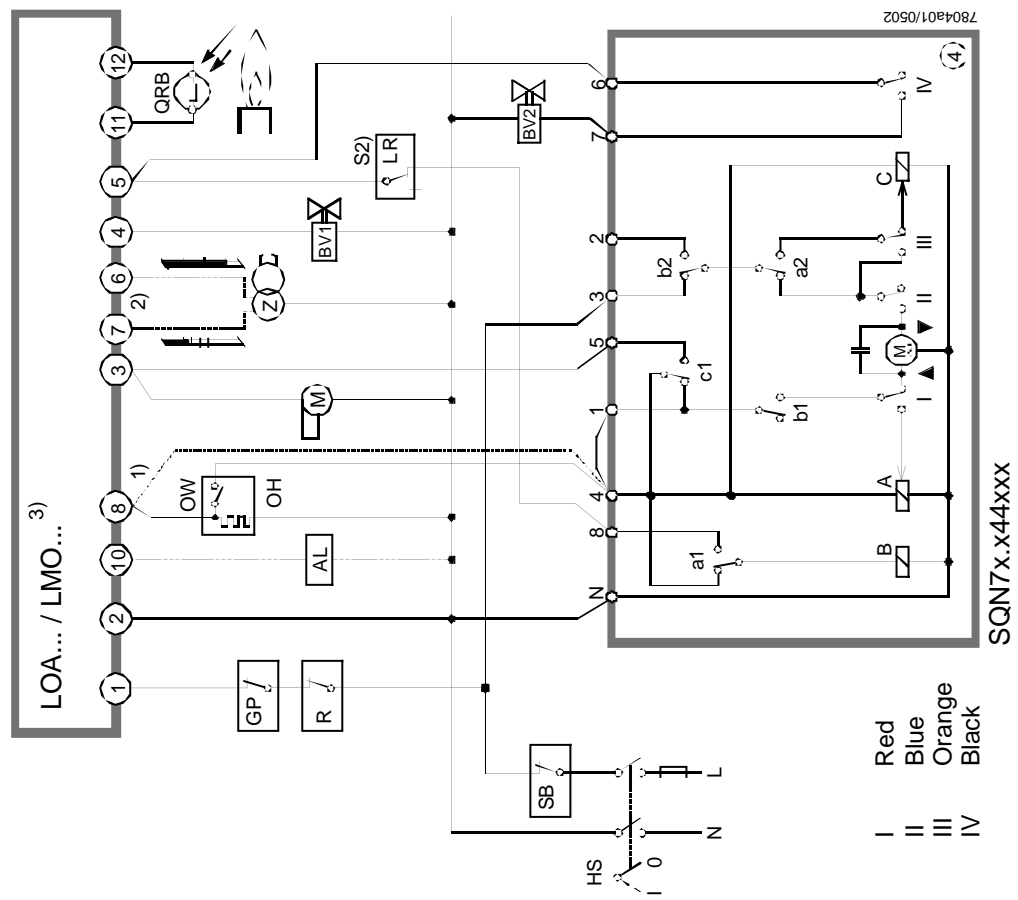 LOA... / LMO... 3)
1
2
10
8
3
7
6
4
5
11
12
1)
2)
QRB
GP
R
AL
OW
OH
M
Z
BV1
S2)
LR
BV2
SB
HS
I
0
N
L
N
8
4
1
5
3
2
7
6
a1
b1
c1
b2
a2
B
A
I
M
II
III
C
IV
4
SQN7x.x44xxx
7804a01/0502
I Red
II Blue
III Orange
IV Black